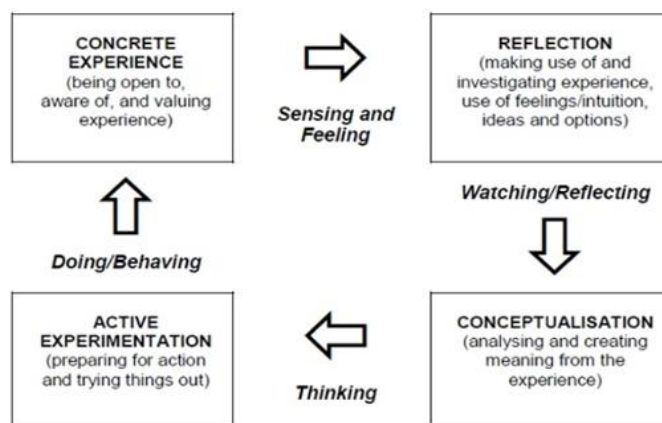 CONCRETE
EXPERIENCE
(being open to,
aware of, and valuing
experience)
Sensing and
Feeling
REFLECTION
(making use of and
investigating experience,
use of feelings/intuition,
ideas and options)
Watching/Reflecting
Doing/Behaving
ACTIVE
EXPERIMENTATION
(preparing for action
and trying things out)
Thinking
CONCEPTUALISATION
(analysing and creating
meaning from the
experience)